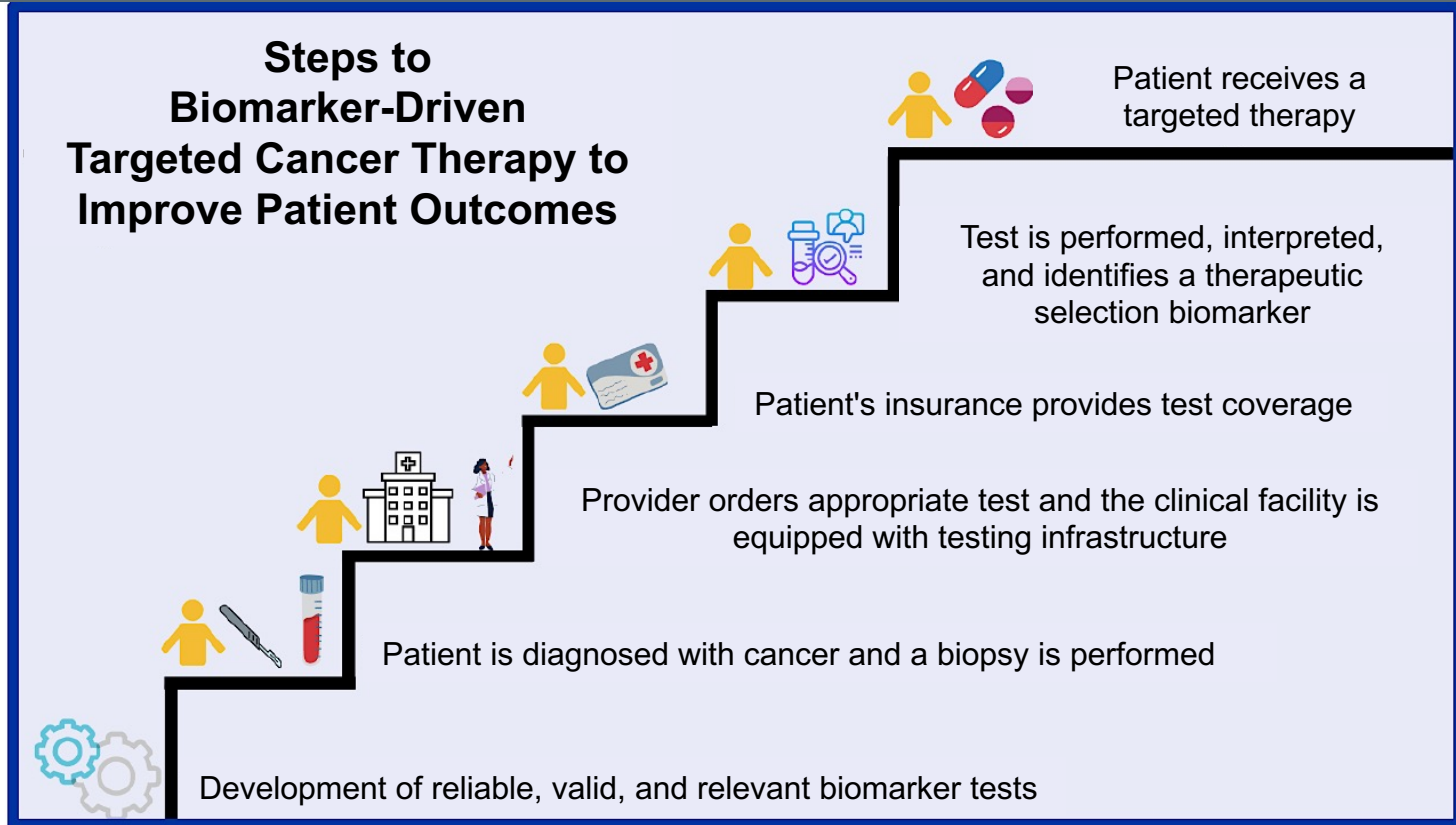 Steps to
Biomarker-Driven
Targeted Cancer Therapy to
Improve Patient Outcomes
Patient receives a
targeted therapy
Test is performed, interpreted,
and identifies a therapeutic
selection biomarker
Patient's insurance provides test coverage
Provider orders appropriate test and the clinical facility is
equipped with testing infrastructure
Patient is diagnosed with cancer and a biopsy is performed
Development of reliable, valid, and relevant biomarker tests